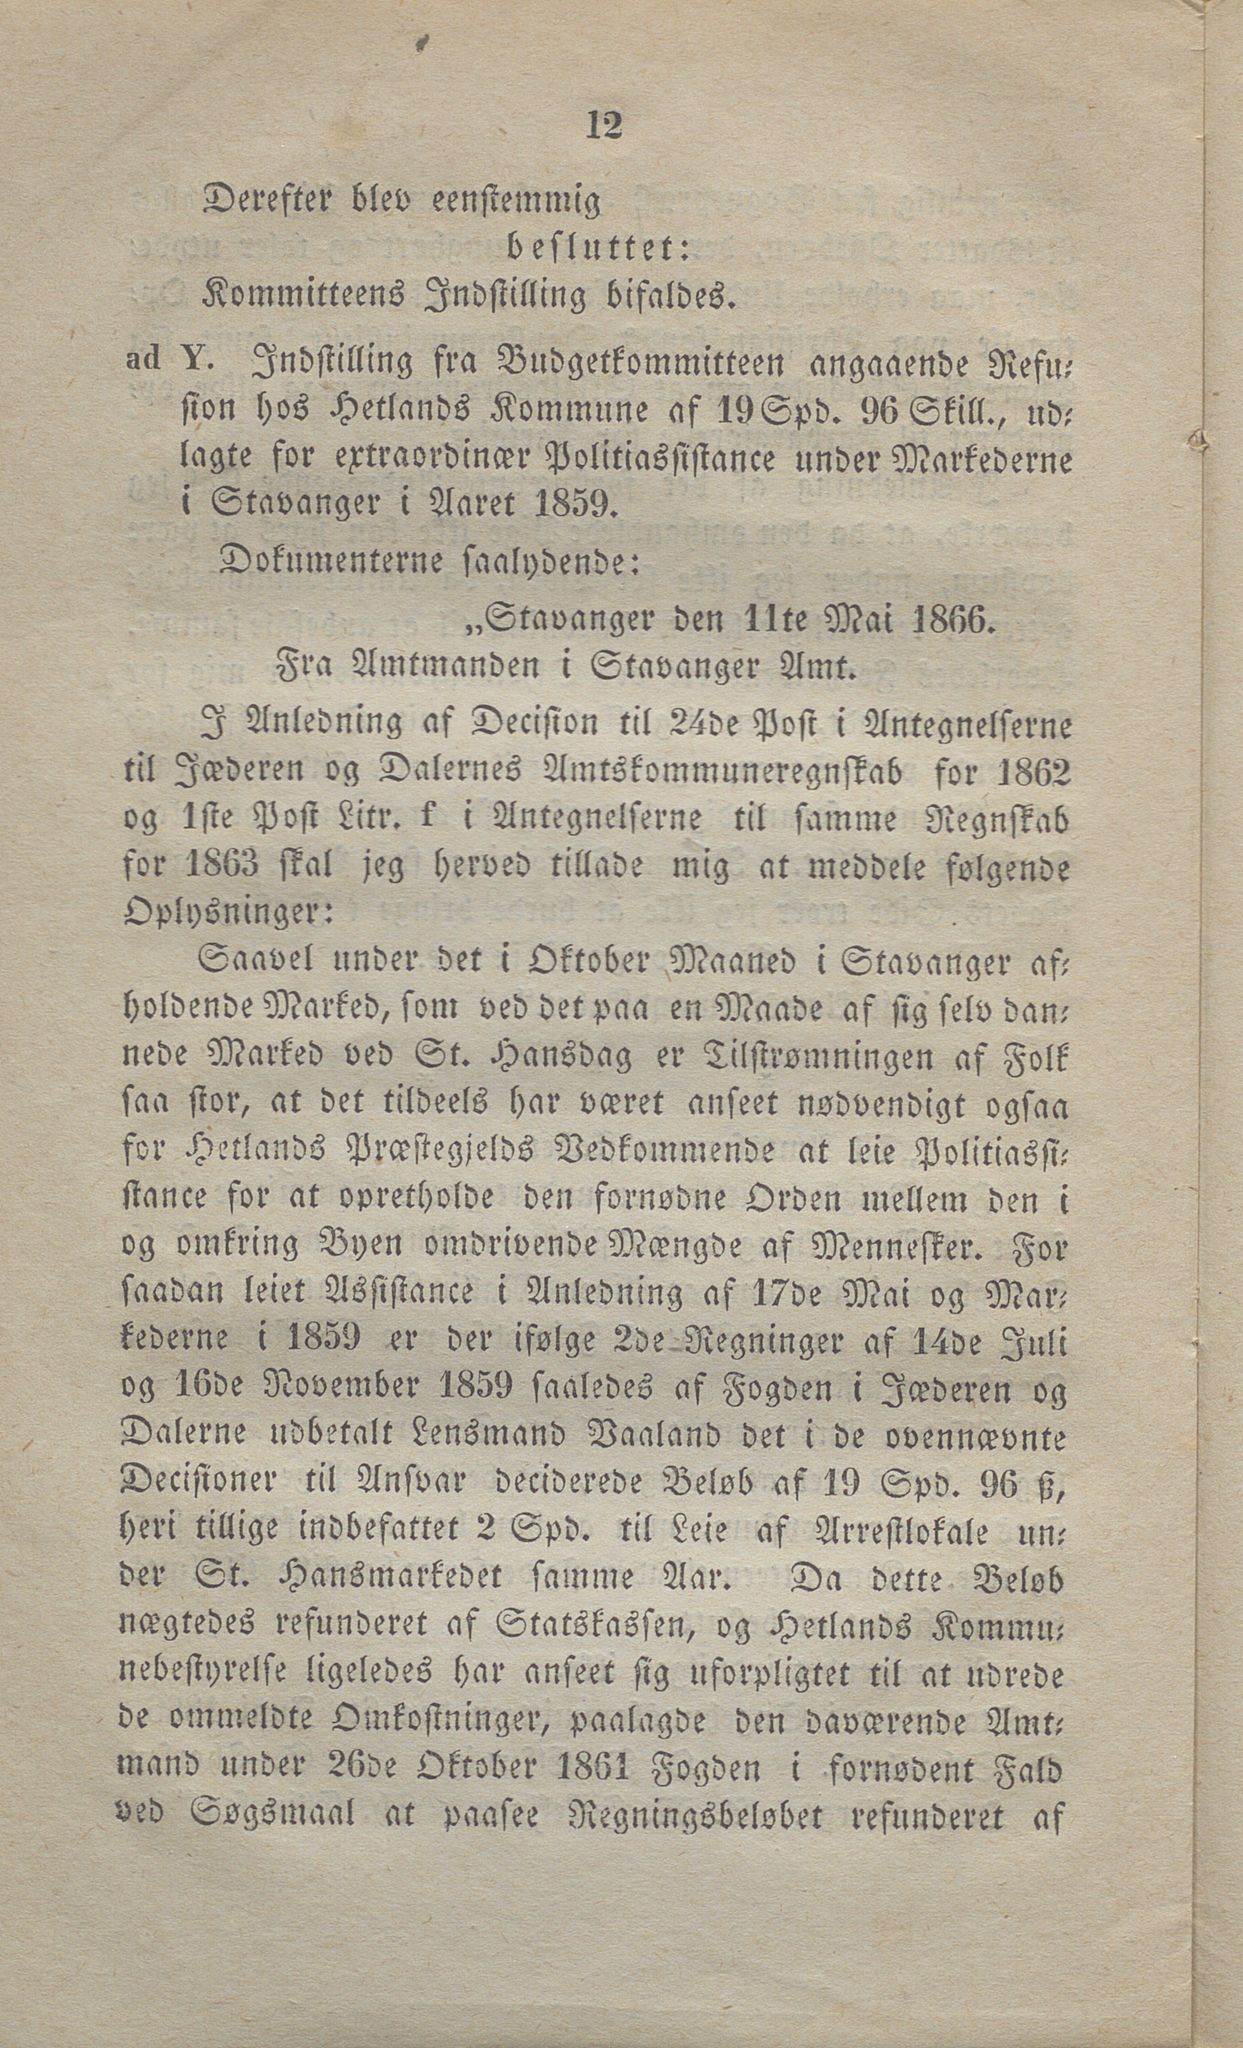 12
Derefter blev eenstemmig
besluttet:
Kommitteens Indstilling bifaldes.
ad Y. Indstilling fra Budgetkommitteen angaaende Refu-
sion hos Hetlands Kommune af 19 Spd. 96 Skill., ud-
lagte for extraordinær Politiassistance under Markederne
i Stavanger i Aaret 1859.
Dokumenterne saalydende:
„Stavanger den 11te Mai 1866.
Fra Amtmanden i Stavanger Amt.
I Anledning af Decision til 24de Post i Antegnelserne
til Jæderen og Dalernes Amtskommuneregnskab for 1862
og 1ste Post Litr. f i Antegnelserne til samme Regnskab
for 1863 skal jeg herved tillade mig at meddele følgende
Oplysninger:
Saavel under det i Oktober Maaned i Stavanger af-
holdende Marked, som ved det paa en Maade af sig selv dan-
nede Marked ved St. Hansdag er Tilstrømningen af Folk
saa stor, at det tildeels har været anseet nødvendigt ogsaa
for Hetlands Præstegjelds Vedkommende at leie Politiassi-
stance for at opretholde den fornødne Orden mellem den i
og omkring Byen omdrivende Mængde af Mennesker. For
saadan leiet Assistance i Anledning af 17de Mai og Mar-
kederne i 1859 er der ifølge 2de Regninger af 14de Juli
og 16de November 1859 saaledes af Fogden i Jæderen og
Dalerne udbetalt Lensmand Vaaland det i de ovennævnte
Decisioner til Ansvar deciderede Beløb af 19 Spd. 96 ß,
heri tillige indbefattet 2 Spd. til Leie af Arrestlokale un-
der St. Hansmarkedet samme Aar. Da dette Beløb
nægtedes refunderet af Statskassen, og Hetlands Kommu-
nebestyrelse ligeledes har anseet sig uforpligtet til at udrede
de ommeldte Omkostninger, paalagde den daværende Amt-
mand under 26de Oktober 1861 Fogden i fornødent Fald
ved Søgsmaal at paasee Regningsbeløbet refunderet af